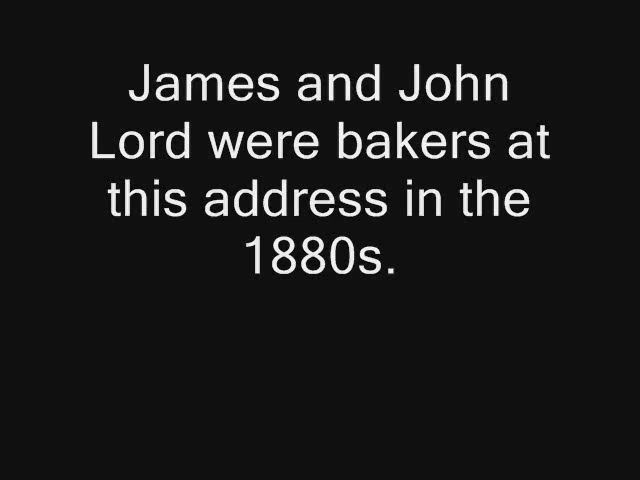 James and John
Lord were bakers at
this address in the
1880s.